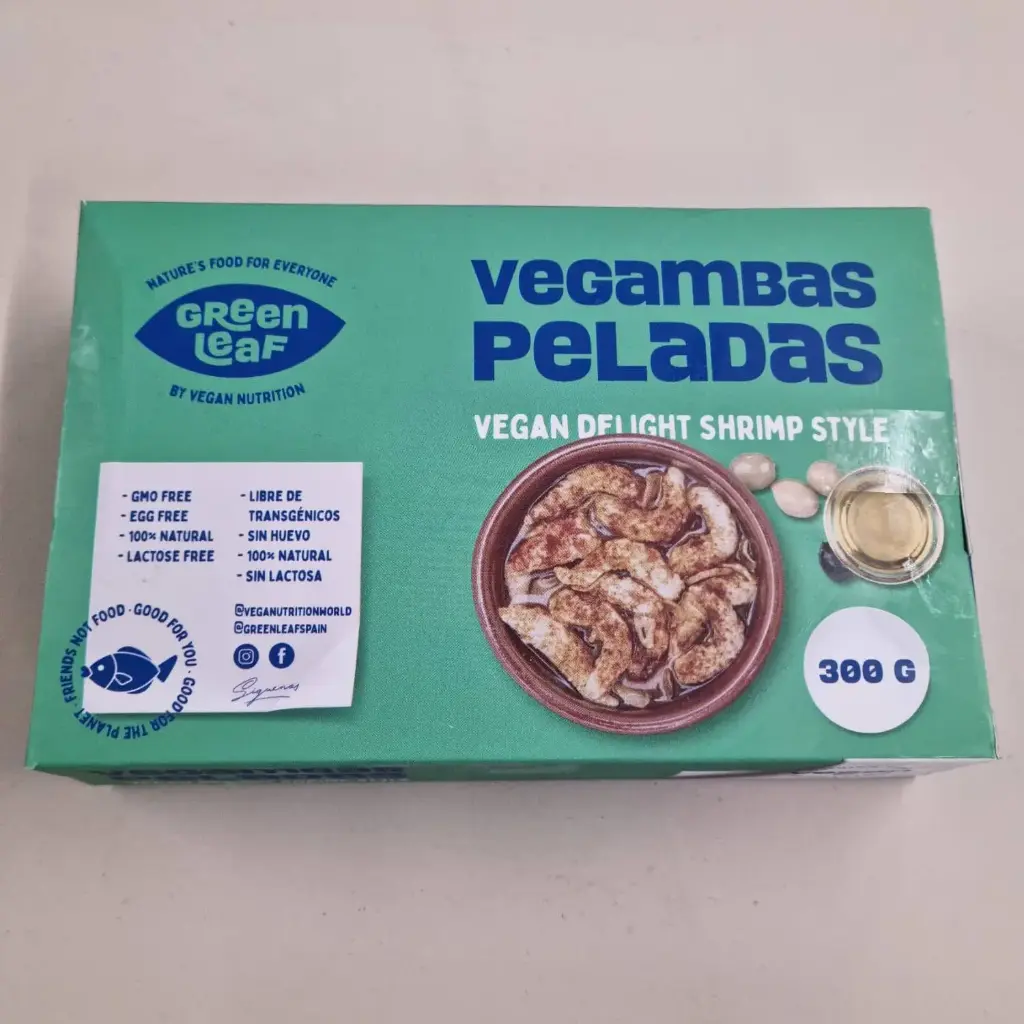 NATURE'S FOOD FOR EVERYONE
GREEN
LEAF
BY VEGAN NUTRITION
VEGAMBAS
PELADAS
VEGAN DELIGHT SHRIMP STYLE
- GMO FREE
- EGG FREE
- 100% NATURAL
- LACTOSE FREE
- LIBRE DE
TRANSGÉNICOS
- SIN HUEVO
- 100% NATURAL
- SIN LACTOSA
@VEGANUTRITIONWORLD
@GREENLEAFSPAIN
Síguenos
FRIENDS NOT FOOD · GOOD FOR YOU · GOOD FOR THE PLANET ·
300 G